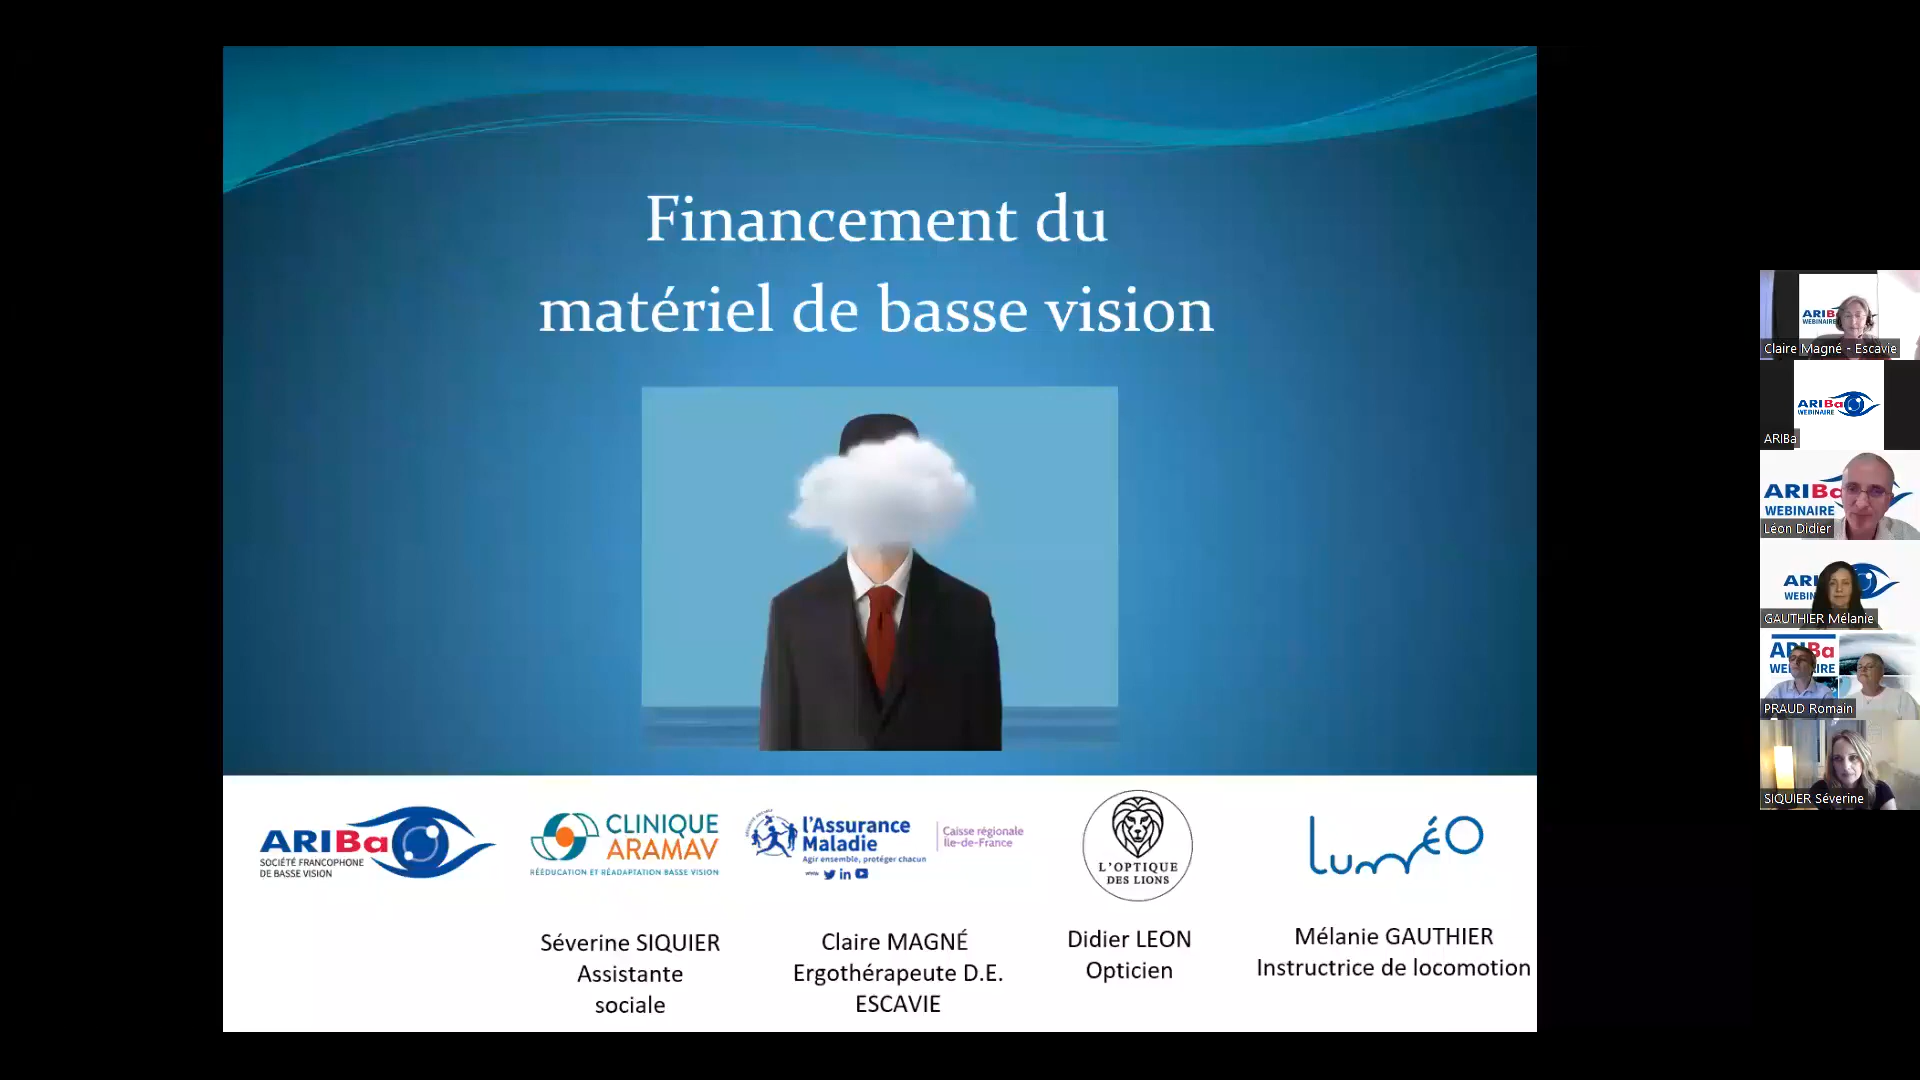 Financement du
matériel de basse vision
ARIBa
SOCIÉTÉ FRANCOPHONE
DE BASSE VISION
CLINIQUE
ARAMAV
RÉÉDUCATION ET RÉADAPTATION BASSE VISION
l'Assurance
Maladie
Agir ensemble, protéger chacun
Caisse régionale
Ile-de-France
L'OPTIQUE
DES LIONS
luméo
Séverine SIQUIER
Assistante
sociale
Claire MAGNÉ
Ergothérapeute D.E.
ESCAVIE
Didier LEON
Opticien
Mélanie GAUTHIER
Instructrice de locomotion
Claire Magné - Escavie
ARIBa
WEBINAIRE
ARIBa
ARIBa
WEBINAIRE
Léon Didier
GAUTHIER Mélanie
PRAUD Romain
SIQUIER Séverine